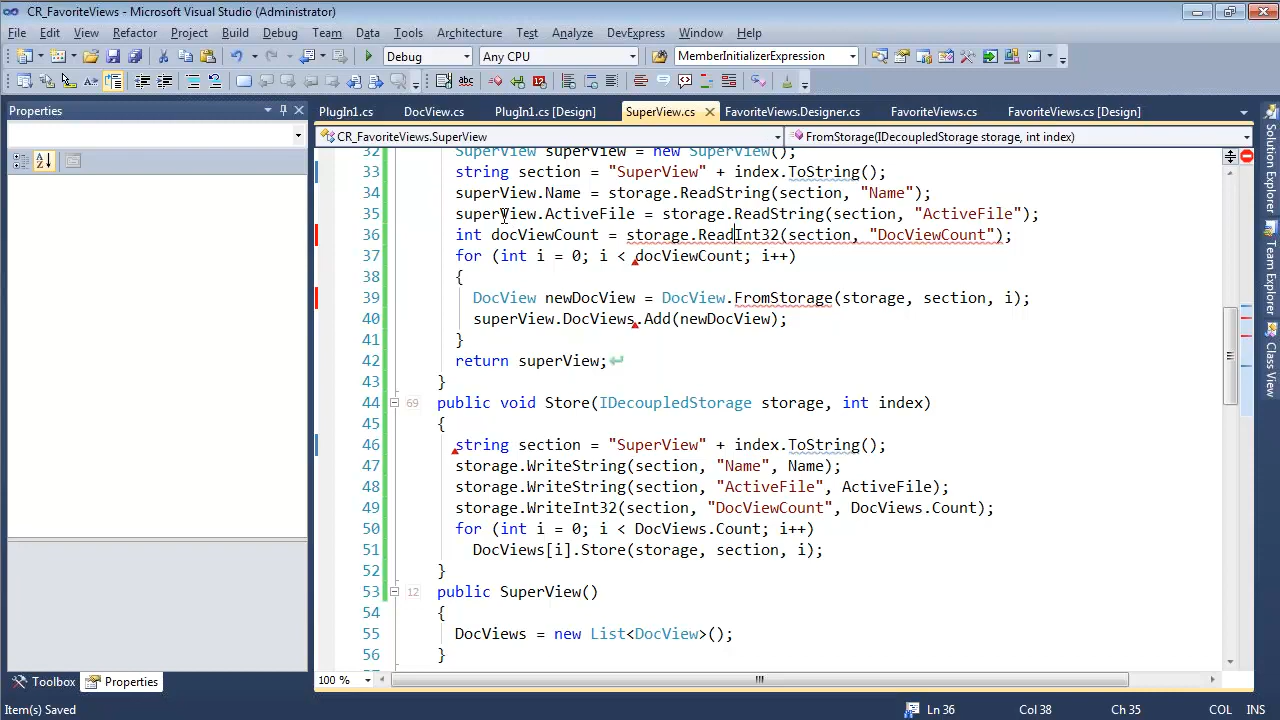 CR_FavoriteViews - Microsoft Visual Studio (Administrator)
File Edit View Refactor Project Build Debug Team Data Tools Architecture Test Analyze DevExpress Window Help
Debug Any CPU MemberInitializerExpression
Properties
PlugIn1.cs DocView.cs PlugIn1.cs [Design] SuperView.cs FavoriteViews.Designer.cs FavoriteViews.cs FavoriteViews.cs [Design]
CR_FavoriteViews.SuperView FromStorage(IDecoupledStorage storage, int index)
32 SuperView superView = new SuperView();
33 string section = "SuperView" + index.ToString();
34 superView.Name = storage.ReadString(section, "Name");
35 superView.ActiveFile = storage.ReadString(section, "ActiveFile");
36 int docViewCount = storage.ReadInt32(section, "DocViewCount");
37 for (int i = 0; i < docViewCount; i++)
38 {
39 DocView newDocView = DocView.FromStorage(storage, section, i);
40 superView.DocViews.Add(newDocView);
41 }
42 return superView;
43 }
44 69 public void Store(IDecoupledStorage storage, int index)
45 {
46 string section = "SuperView" + index.ToString();
47 storage.WriteString(section, "Name", Name);
48 storage.WriteString(section, "ActiveFile", ActiveFile);
49 storage.WriteInt32(section, "DocViewCount", DocViews.Count);
50 for (int i = 0; i < DocViews.Count; i++)
51 DocViews[i].Store(storage, section, i);
52 }
53 12 public SuperView()
54 {
55 DocViews = new List<DocView>();
56 }
Solution Explorer
Team Explorer
Class View
100 %
Toolbox Properties
Item(s) Saved Ln 36 Col 38 Ch 35 COL INS